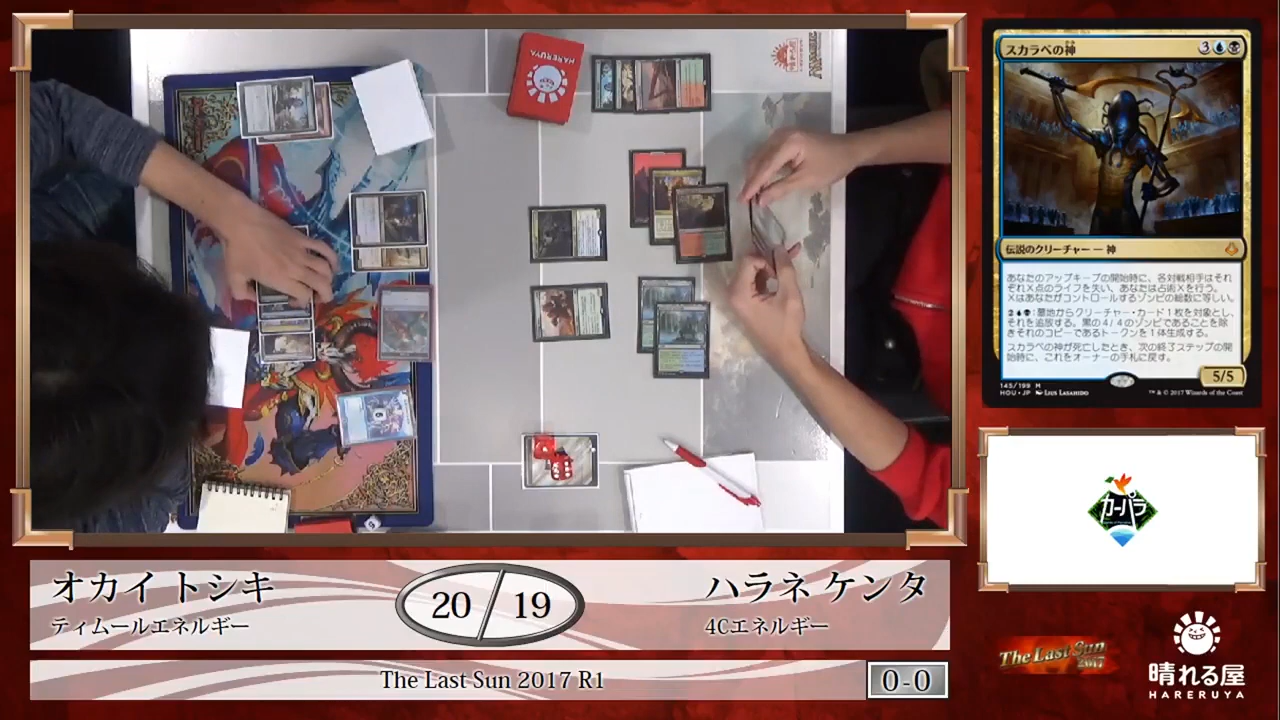 HARERUYA
スカラベの神 3
伝説のクリーチャー — 神
あなたのアップキープの開始時に、各対戦相手はそれ
ぞれX点のライフを失い、あなたは占術Xを行う。
Xはあなたがコントロールするゾンビの総数に等しい。
2:墓地からクリーチャー・カード1枚を対象とし、
それを追放する。黒の4/4のゾンビであることを除
きそれのコピーであるトークンを1体生成する。
スカラベの神が死亡したとき、次の終了ステップの開
始時に、これをオーナーの手札に戻す。
5/5
145/199 M
HOU・JP LIUS LASAHIDO
™ & © 2017 Wizards of the Coast
カーパラ
オカイ トシキ
ティムールエネルギー
20 / 19
ハラネ ケンタ
4Cエネルギー
The Last Sun 2017 R1
0-0
The Last Sun
2017
晴れる屋
HARERUYA